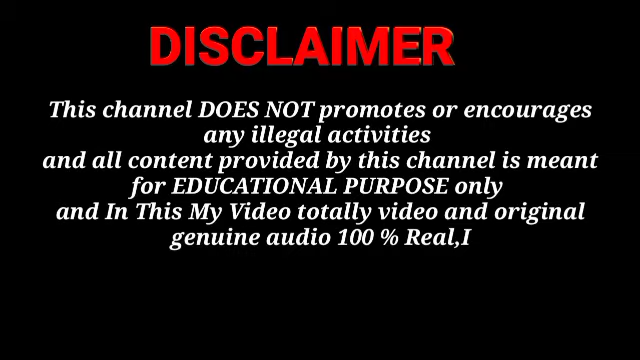 DISCLAIMER
This channel DOES NOT promotes or encourages
any illegal activities
and all content provided by this channel is meant
for EDUCATIONAL PURPOSE only
and In This My Video totally video and original
genuine audio 100 % Real,I